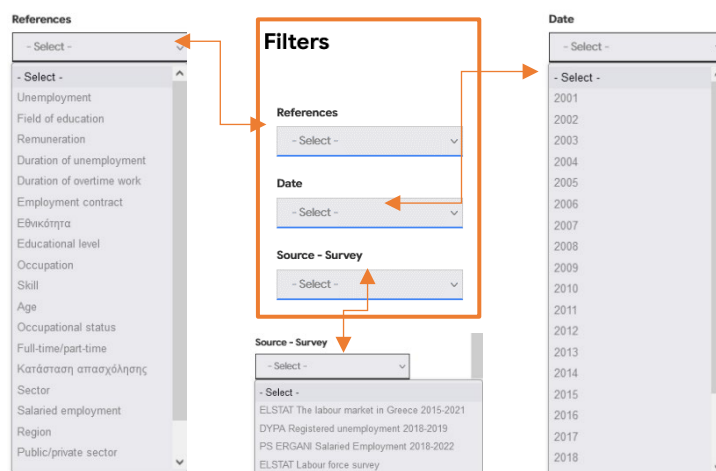 References
- Select -
- Select -
Unemployment
Field of education
Remuneration
Duration of unemployment
Duration of overtime work
Employment contract
Εθνικότητα
Educational level
Occupation
Skill
Age
Occupational status
Full-time/part-time
Κατάσταση απασχόλησης
Sector
Salaried employment
Region
Public/private sector
Filters
References
- Select -
Date
- Select -
Source - Survey
- Select -
Source - Survey
- Select -
- Select -
ELSTAT The labour market in Greece 2015-2021
DYPA Registered unemployment 2018-2019
PS ERGANI Salaried Employment 2018-2022
ELSTAT Labour force survey
Date
- Select -
- Select -
2001
2002
2003
2004
2005
2006
2007
2008
2009
2010
2011
2012
2013
2014
2015
2016
2017
2018